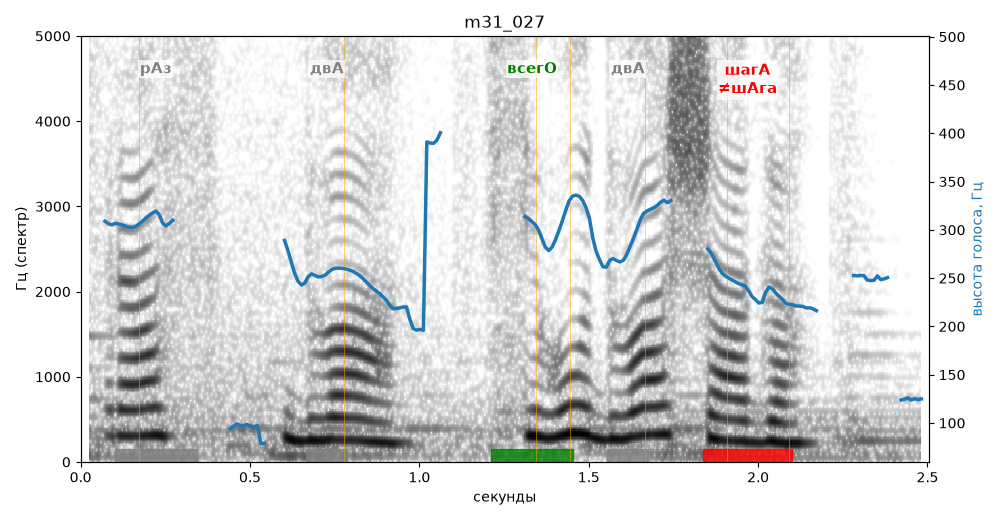 m31_027
5000
4000
3000
2000
1000
0
Гц (спектр)
рАз
двА
всегО
двА
шагА
≠шАга
500
450
400
350
300
250
200
150
100
высота голоса, Гц
0.0
0.5
1.0
1.5
2.0
2.5
секунды